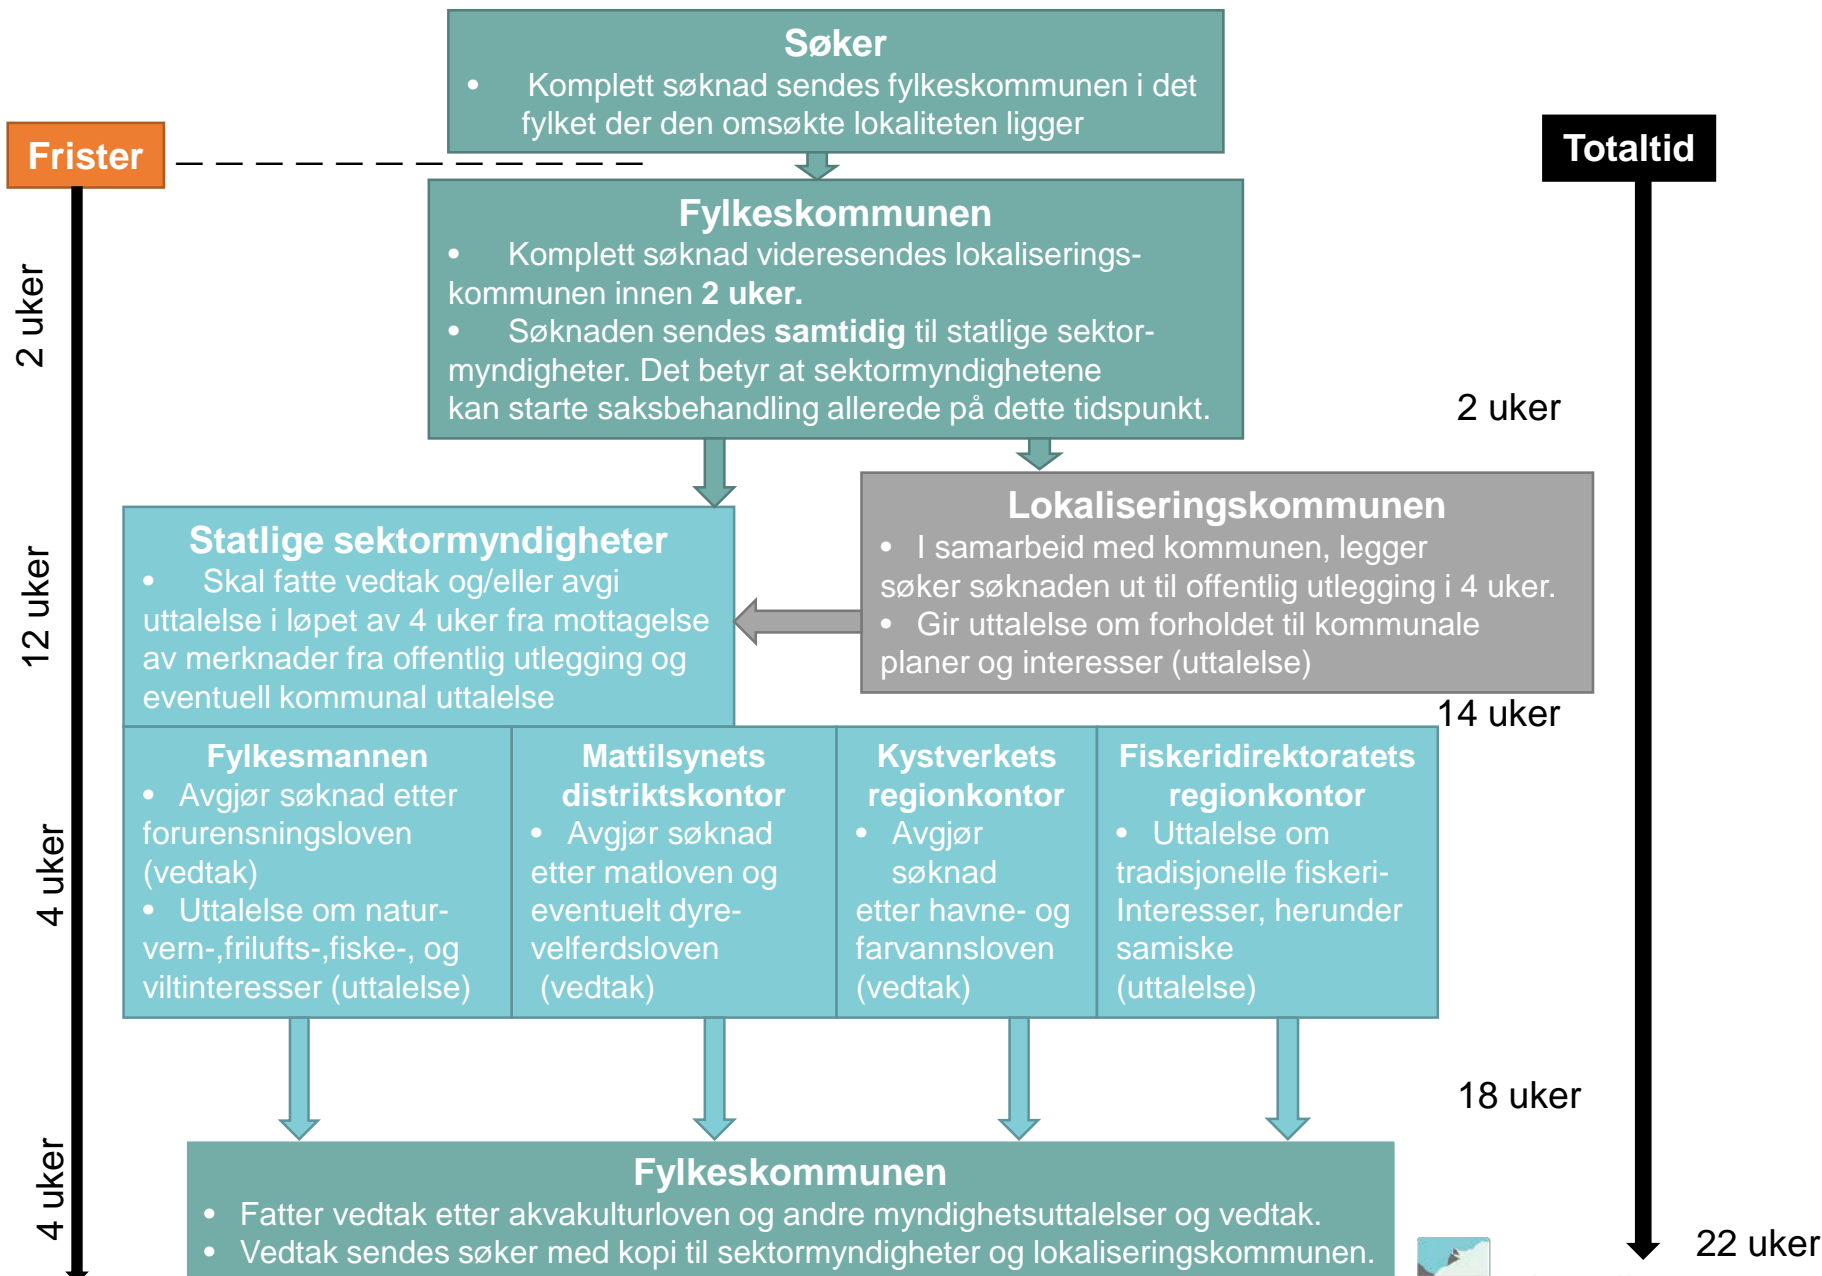 Søker
• Komplett søknad sendes fylkeskommunen i det
fylket der den omsøkte lokaliteten ligger
Frister
Totaltid
Fylkeskommunen
• Komplett søknad videresendes lokaliserings-
kommunen innen 2 uker.
• Søknaden sendes samtidig til statlige sektor-
myndigheter. Det betyr at sektormyndighetene
kan starte saksbehandling allerede på dette tidspunkt.
2 uker
2 uker
Lokaliseringskommunen
• I samarbeid med kommunen, legger
søker søknaden ut til offentlig utlegging i 4 uker.
• Gir uttalelse om forholdet til kommunale
planer og interesser (uttalelse)
Statlige sektormyndigheter
• Skal fatte vedtak og/eller avgi
uttalelse i løpet av 4 uker fra mottagelse
av merknader fra offentlig utlegging og
eventuell kommunal uttalelse
12 uker
14 uker
Fylkesmannen
• Avgjør søknad etter
forurensningsloven
(vedtak)
• Uttalelse om natur-
vern-,frilufts-,fiske-, og
viltinteresser (uttalelse)
Mattilsynets
distriktskontor
• Avgjør søknad
etter matloven og
eventuelt dyre-
velferdsloven
(vedtak)
Kystverkets
regionkontor
• Avgjør
søknad
etter havne- og
farvannsloven
(vedtak)
Fiskeridirektoratets
regionkontor
• Uttalelse om
tradisjonelle fiskeri-
Interesser, herunder
samiske
(uttalelse)
4 uker
18 uker
Fylkeskommunen
• Fatter vedtak etter akvakulturloven og andre myndighetsuttalelser og vedtak.
• Vedtak sendes søker med kopi til sektormyndigheter og lokaliseringskommunen.
4 uker
22 uker